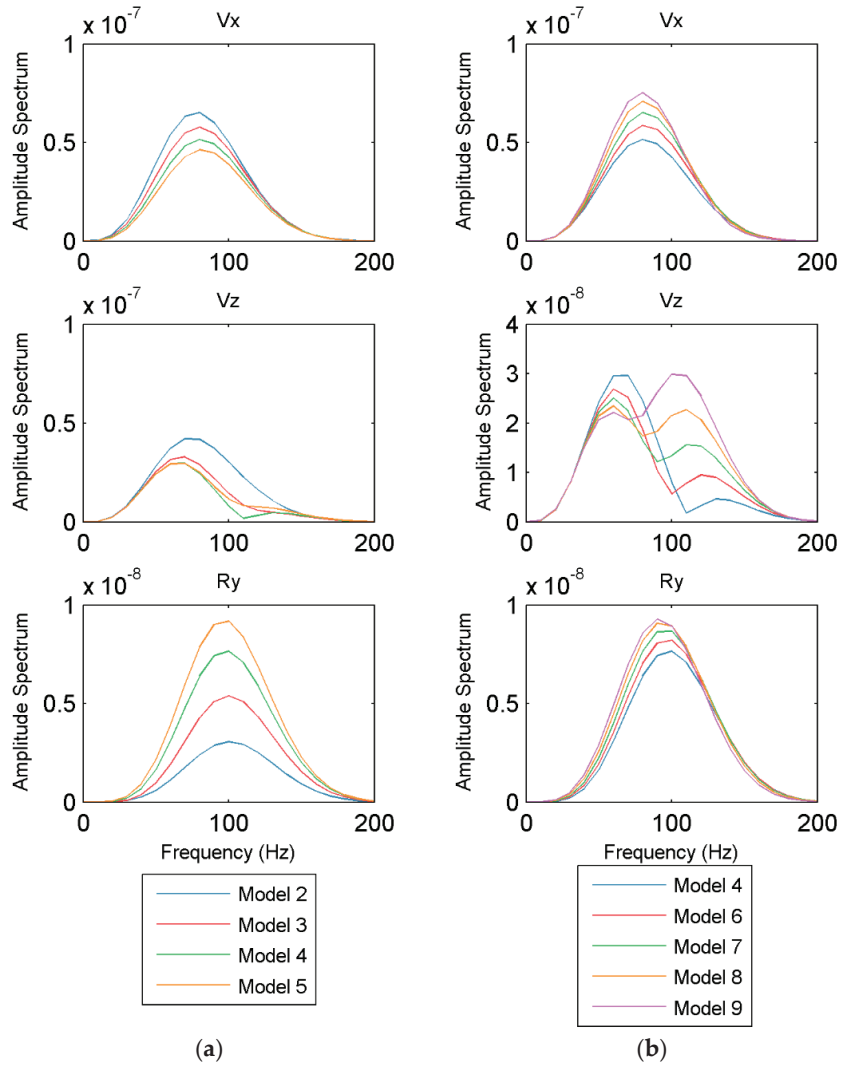 x 10⁻⁷ Vx
1
0.5
0
0 100 200
Amplitude Spectrum
x 10⁻⁷ Vz
1
0.5
0
0 100 200
Amplitude Spectrum
x 10⁻⁸ Ry
1
0.5
0
0 100 200
Amplitude Spectrum
Frequency (Hz)
Model 2
Model 3
Model 4
Model 5
(a)
x 10⁻⁷ Vx
1
0.5
0
0 100 200
Amplitude Spectrum
x 10⁻⁸ Vz
4
3
2
1
0
0 100 200
Amplitude Spectrum
x 10⁻⁸ Ry
1
0.5
0
0 100 200
Amplitude Spectrum
Frequency (Hz)
Model 4
Model 6
Model 7
Model 8
Model 9
(b)